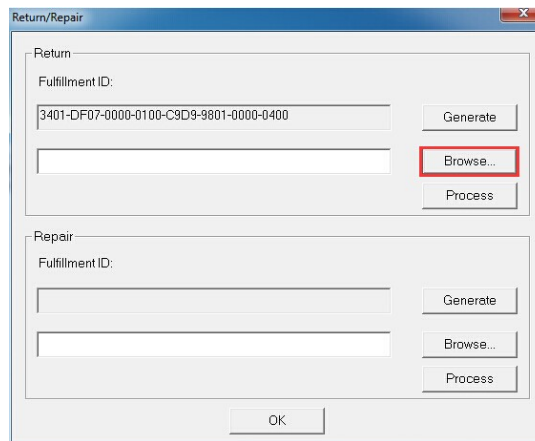 Return/Repair
Return
Fulfillment ID:
3401-DF07-0000-0100-C9D9-9801-0000-0400
Generate
Browse...
Process
Repair
Fulfillment ID:
Generate
Browse...
Process
OK